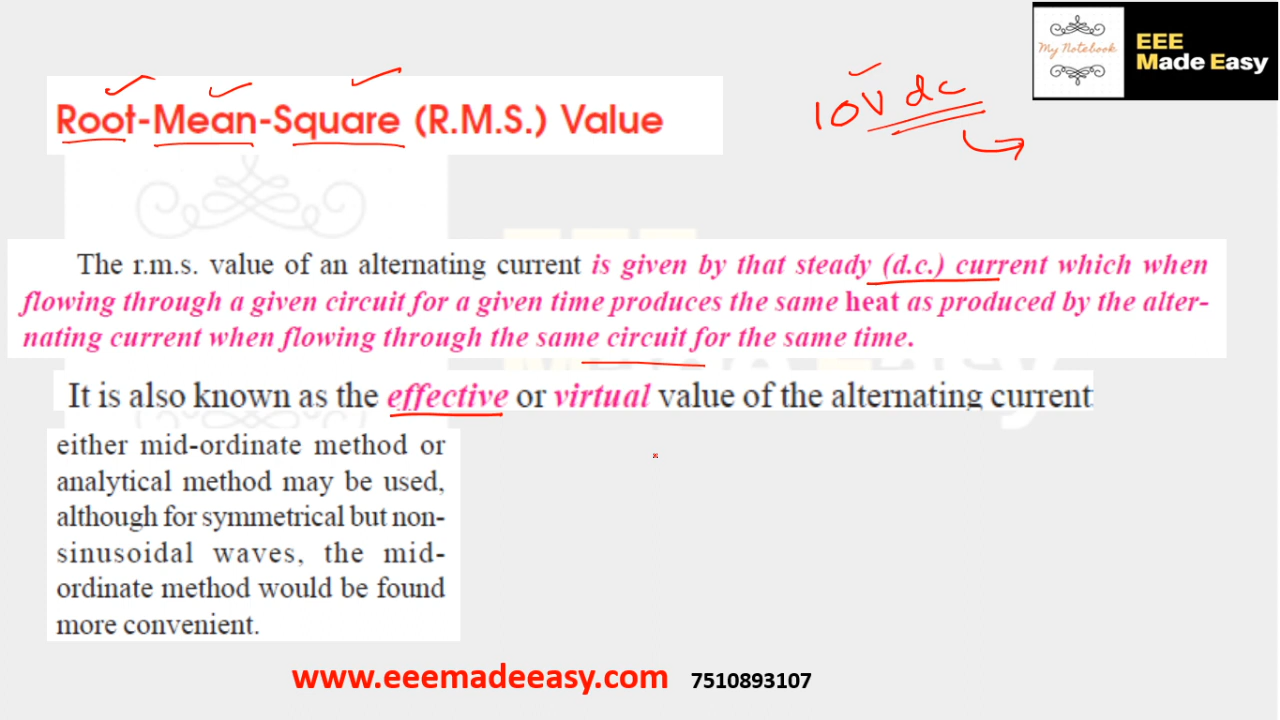 My Notebook
EEE
Made Easy
10V dc
Root-Mean-Square (R.M.S.) Value
The r.m.s. value of an alternating current is given by that steady (d.c.) current which when
flowing through a given circuit for a given time produces the same heat as produced by the alter-
nating current when flowing through the same circuit for the same time.
It is also known as the effective or virtual value of the alternating current
either mid-ordinate method or
analytical method may be used,
although for symmetrical but non-
sinusoidal waves, the mid-
ordinate method would be found
more convenient.
www.eeemadeeasy.com 7510893107